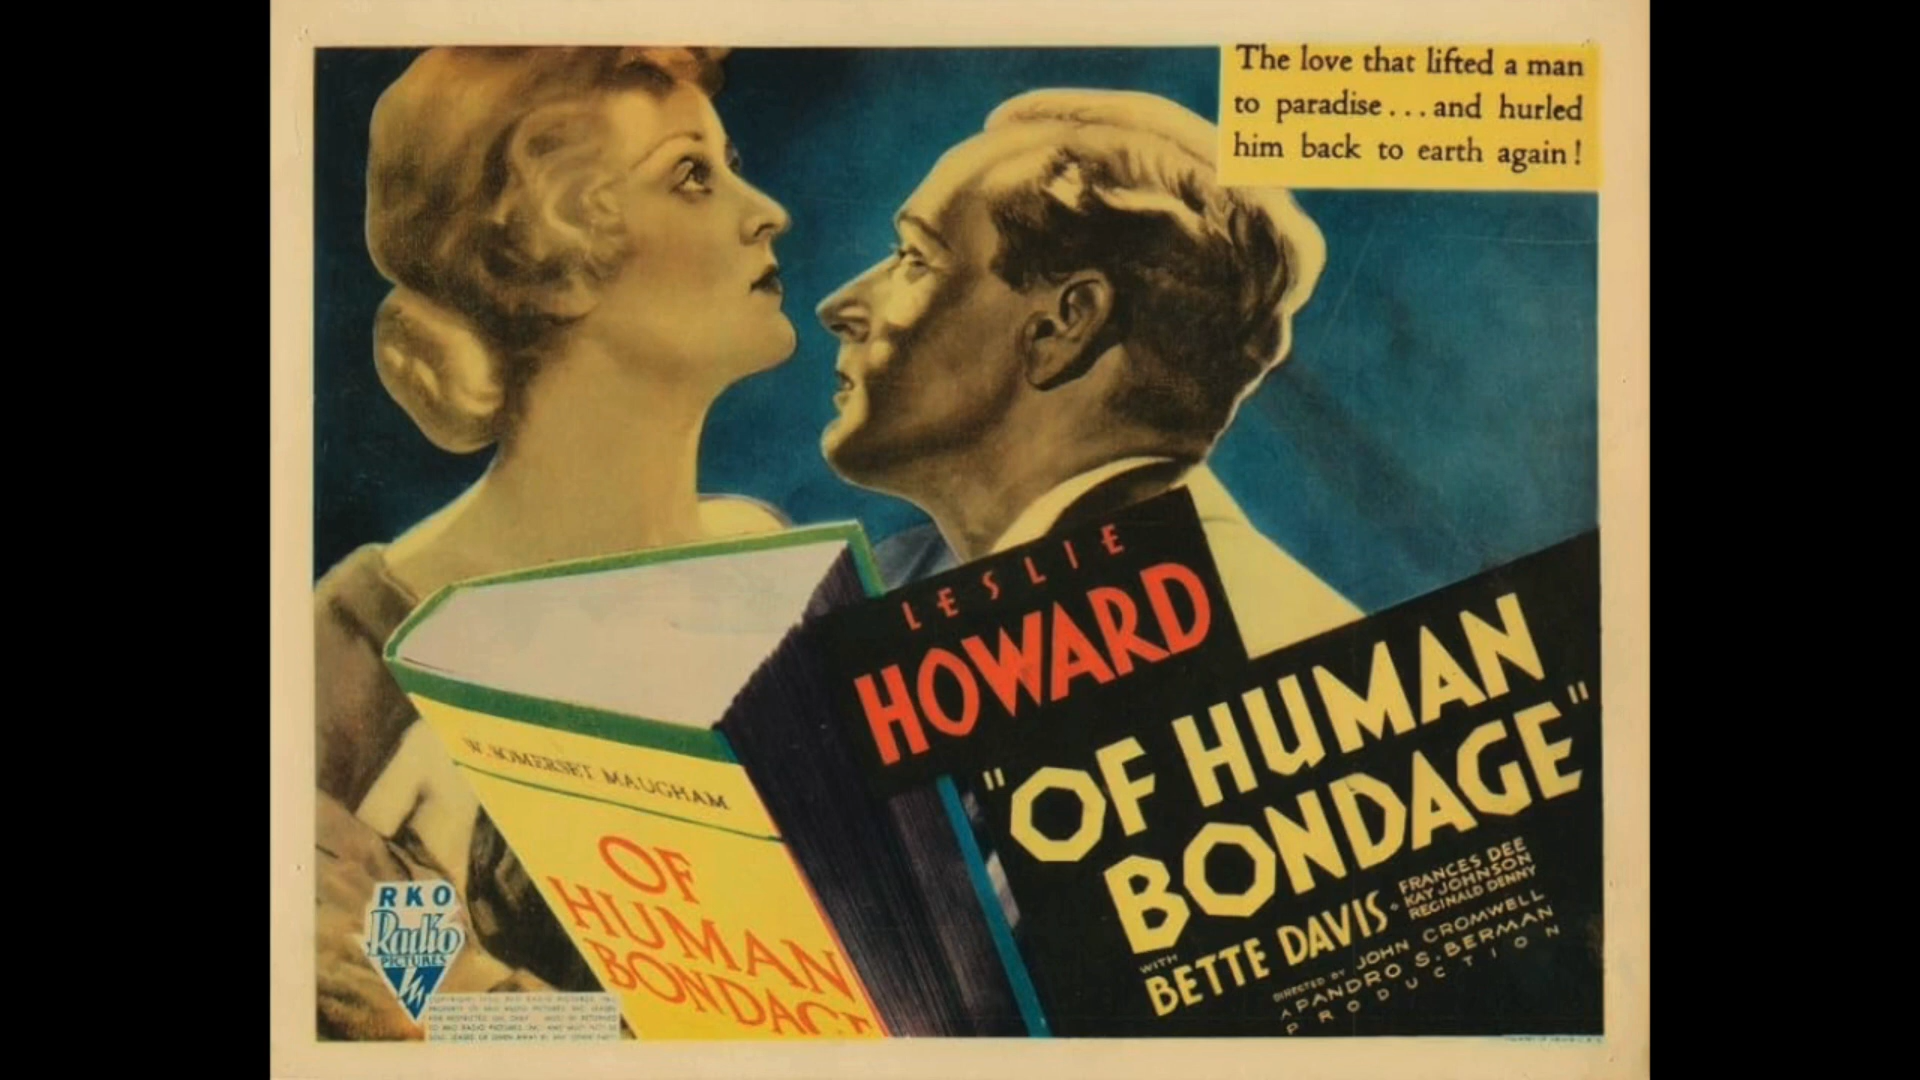 The love that lifted a man
to paradise...and hurled
him back to earth again!
LESLIE
HOWARD
"OF HUMAN
BONDAGE"
WITH
BETTE DAVIS
FRANCES DEE
KAY JOHNSON
REGINALD DENNY
DIRECTED BY JOHN CROMWELL
A PANDRO S. BERMAN
PRODUCTION
W. SOMERSET MAUGHAM
OF
HUMAN
BONDAGE
RKO
Radio
PICTURES